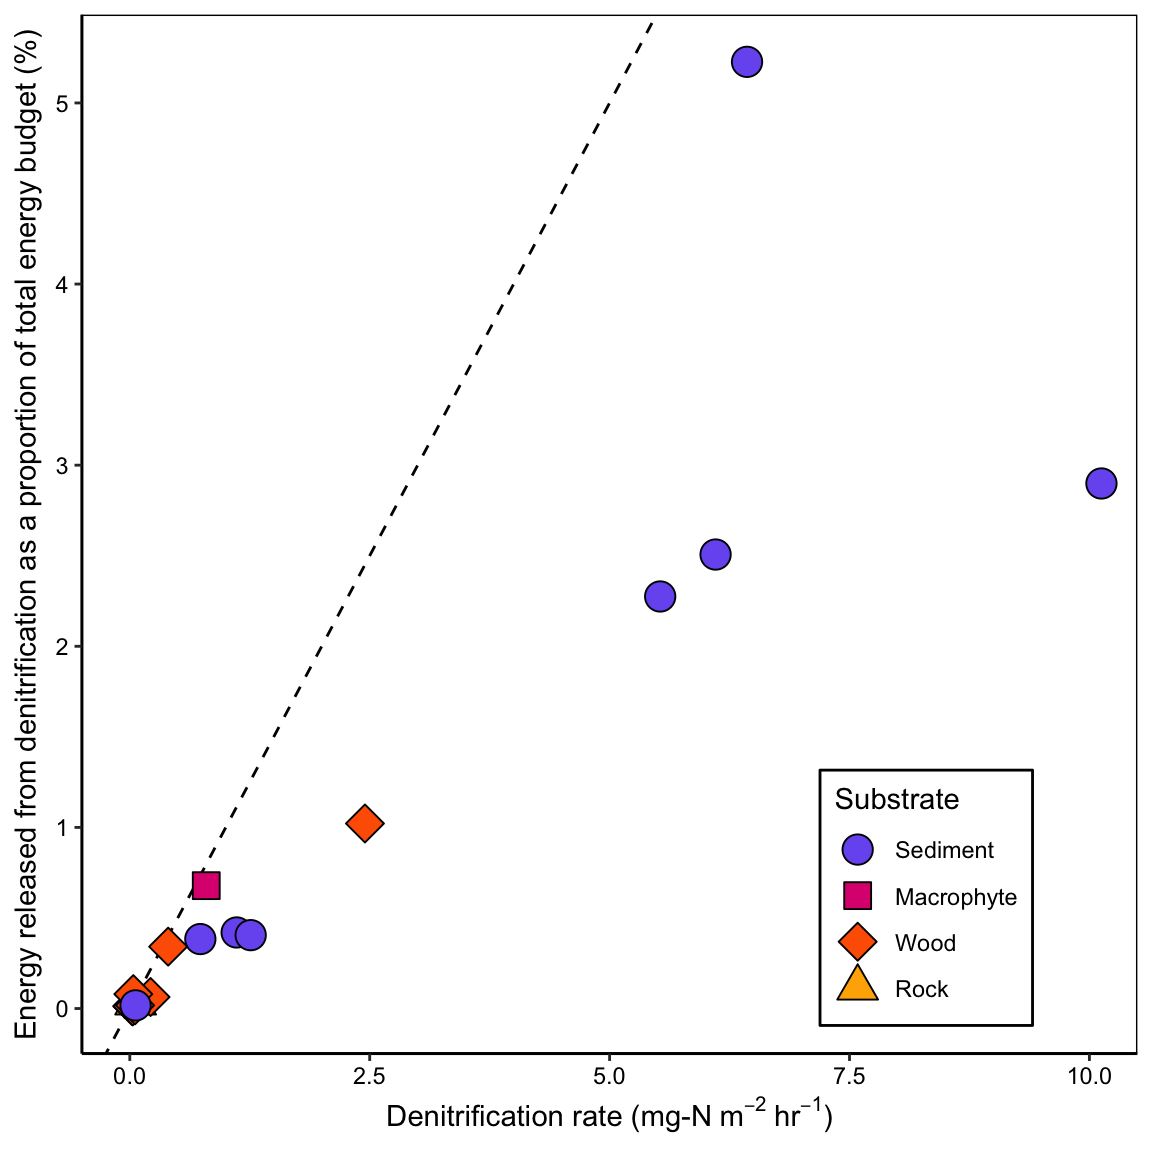 Energy released from denitrification as a proportion of total energy budget (%)
5
4
3
2
1
0
Substrate
Sediment
Macrophyte
Wood
Rock
0.0 2.5 5.0 7.5 10.0
Denitrification rate (mg-N m⁻² hr⁻¹)